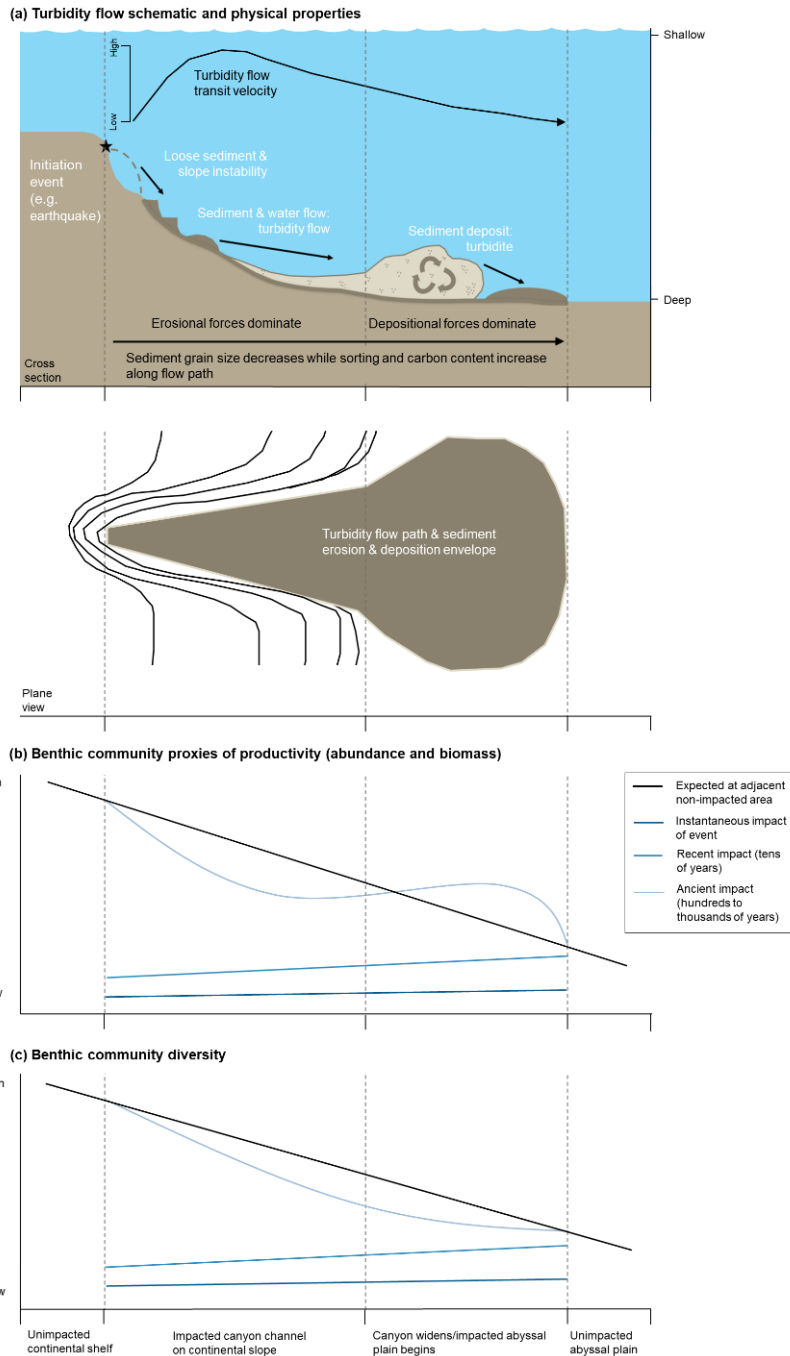 (a) Turbidity flow schematic and physical properties
Shallow
High
Low
Turbidity flow
transit velocity
Initiation
event
(e.g.
earthquake)
Loose sediment &
slope instability
Sediment & water flow:
turbidity flow
Sediment deposit:
turbidite
Deep
Erosional forces dominate
Depositional forces dominate
Sediment grain size decreases while sorting and carbon content increase
along flow path
Cross
section
Turbidity flow path & sediment
erosion & deposition envelope
Plane
view
(b) Benthic community proxies of productivity (abundance and biomass)
Expected at adjacent
non-impacted area
Instantaneous impact
of event
Recent impact (tens
of years)
Ancient impact
(hundreds to
thousands of years)
(c) Benthic community diversity
Unimpacted
continental shelf
Impacted canyon channel
on continental slope
Canyon widens/impacted abyssal
plain begins
Unimpacted
abyssal plain